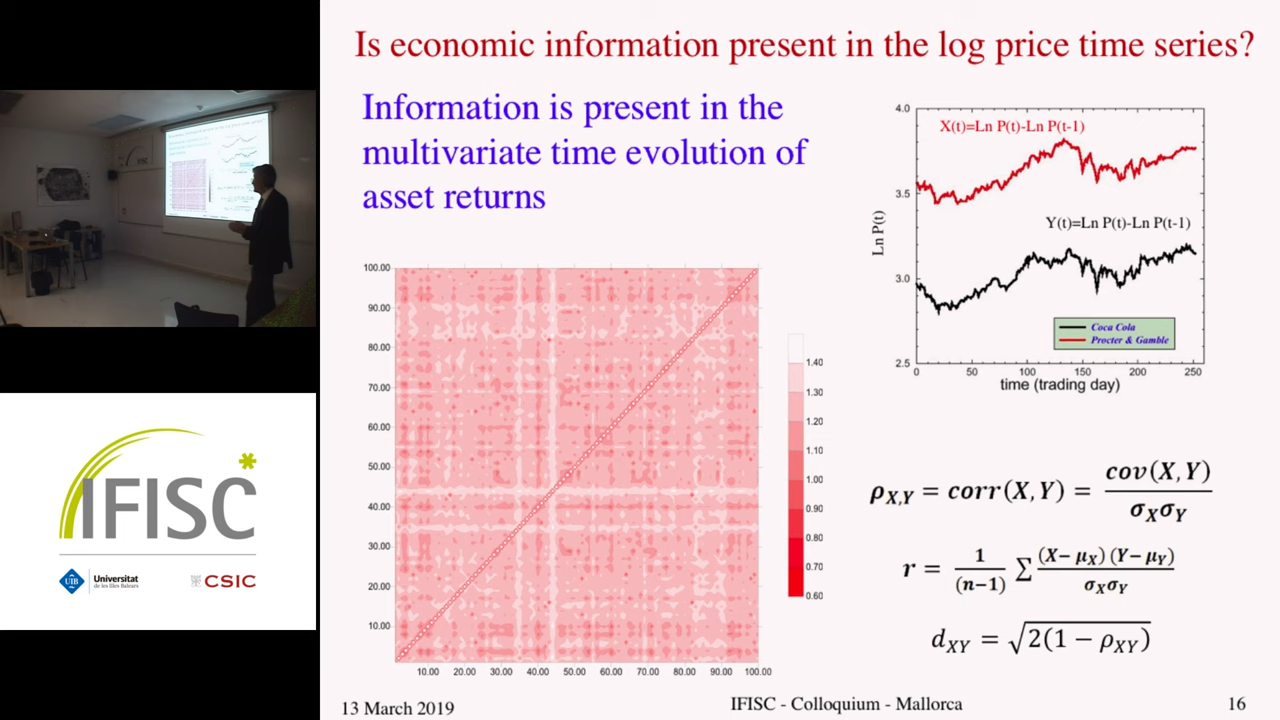 Is economic information present in the log price time series?
Information is present in the
multivariate time evolution of
asset returns
4.0
3.5
3.0
2.5
Ln P(t)
X(t)=Ln P(t)-Ln P(t-1)
Y(t)=Ln P(t)-Ln P(t-1)
Coca Cola
Procter & Gamble
0 50 100 150 200 250
time (trading day)
100.00
90.00
80.00
70.00
60.00
50.00
40.00
30.00
20.00
10.00
10.00 20.00 30.00 40.00 50.00 60.00 70.00 80.00 90.00 100.00
1.40
1.30
1.20
1.10
1.00
0.90
0.80
0.70
0.60
ρX,Y = corr(X,Y) = cov(X,Y) / σXσY
r = 1/(n−1) ∑ (X− μX)(Y− μY) / σXσY
dXY = √2(1 − ρXY)
IFISC
UIB Universitat
de les Illes Balears
CSIC
13 March 2019
IFISC - Colloquium - Mallorca
16